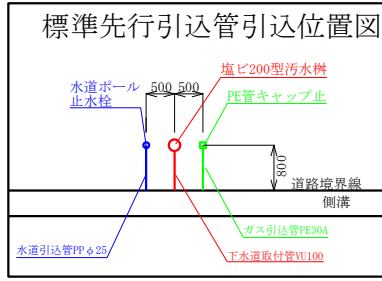 標準先行引込管引込位置図
塩ビ200型汚水桝
水道ポール
止水栓
500
500
PE管キャップ止
800
道路境界線
側溝
ガス引込管PE30A
水道引込管PPφ25
下水道取付管VU100